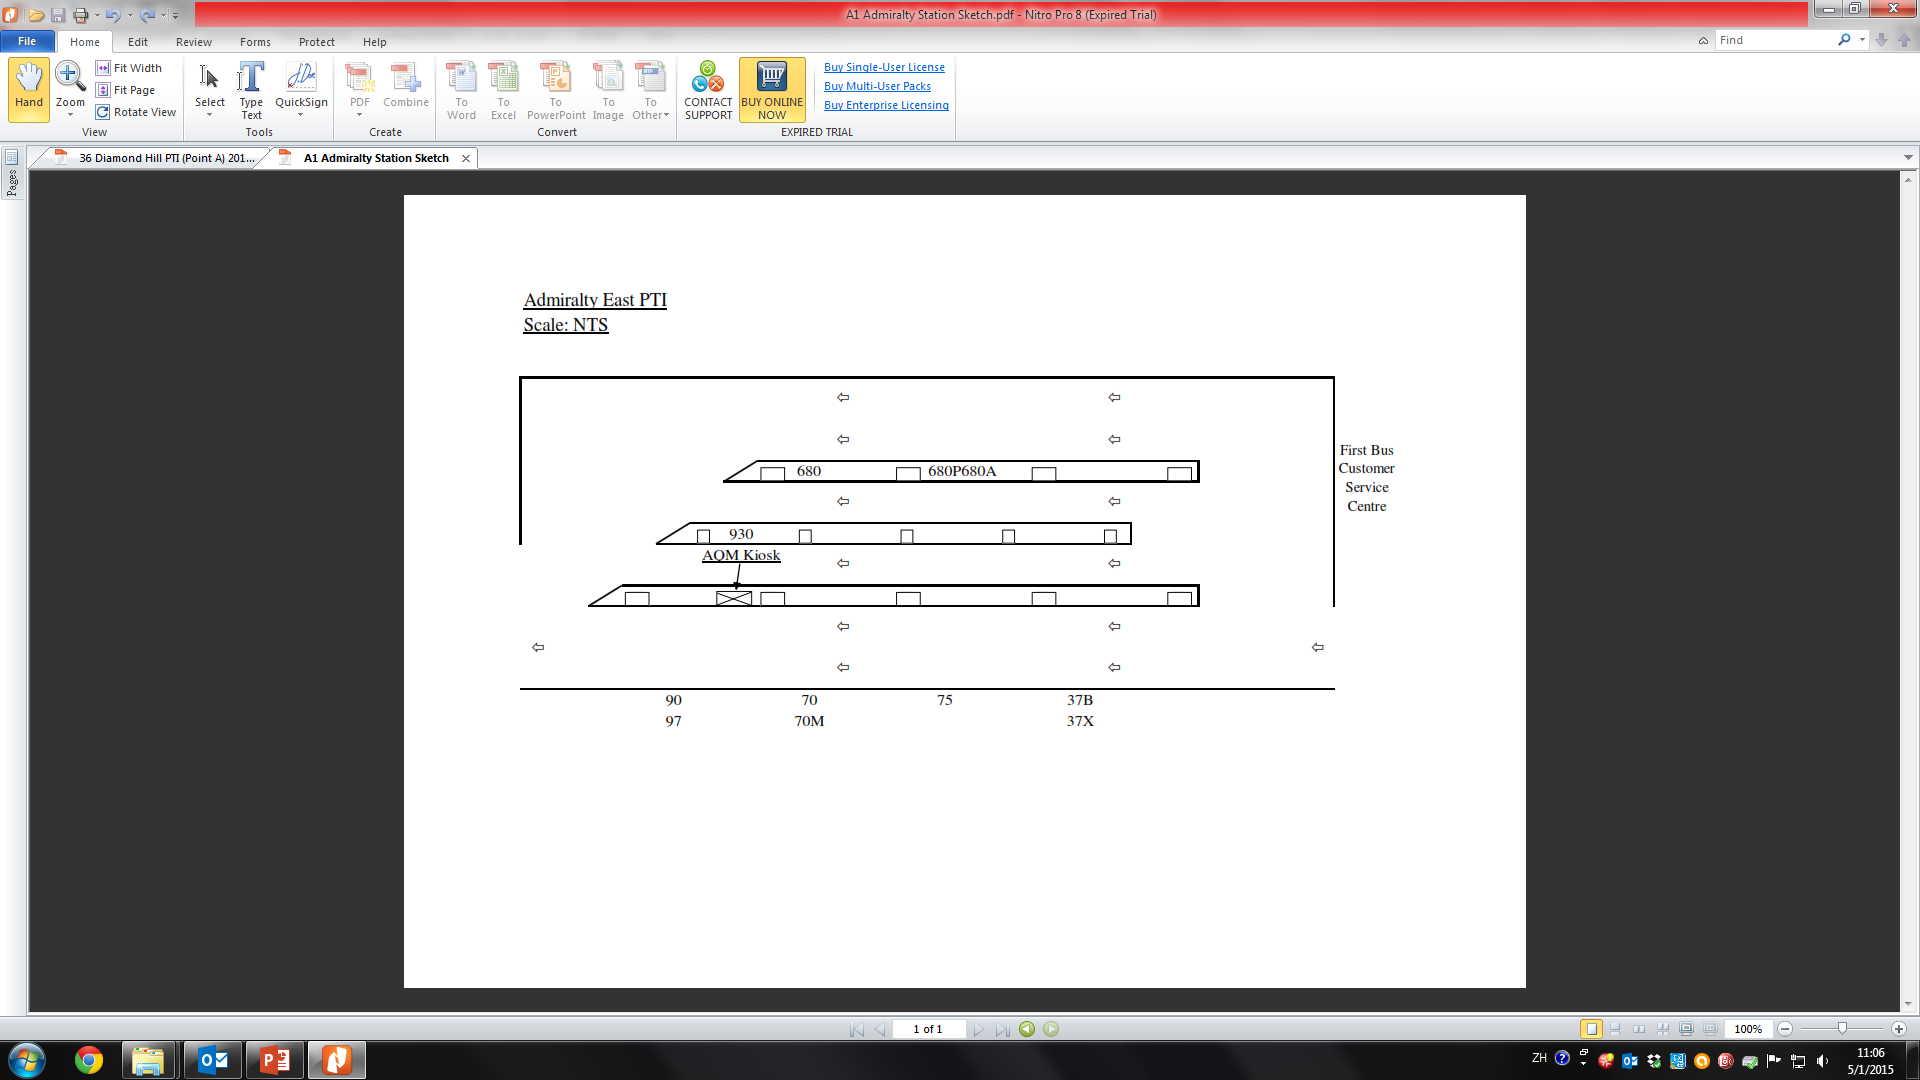 A1 Admiralty Station Sketch.pdf - Nitro Pro 8 (Expired Trial)
File Home Edit Review Forms Protect Help
Find
Hand
Zoom
Fit Width
Fit Page
Rotate View
View
Select
Type Text
QuickSign
Tools
PDF
Combine
Create
To Word
To Excel
To PowerPoint
To Image
To Other
Convert
CONTACT SUPPORT
BUY ONLINE NOW
Buy Single-User License
Buy Multi-User Packs
Buy Enterprise Licensing
EXPIRED TRIAL
Pages
36 Diamond Hill PTI (Point A) 201...
A1 Admiralty Station Sketch
Admiralty East PTI
Scale: NTS
680 680P680A
930
AQM Kiosk
First Bus
Customer
Service
Centre
90 70 75 37B
97 70M 37X
1 of 1
100%
ZH
11:06
5/1/2015